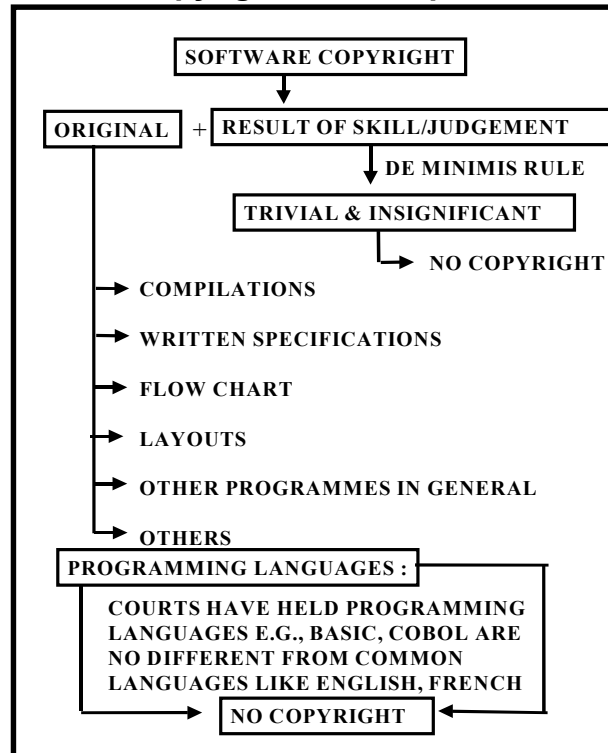 SOFTWARE COPYRIGHT
ORIGINAL + RESULT OF SKILL/JUDGEMENT
DE MINIMIS RULE
TRIVIAL & INSIGNIFICANT
NO COPYRIGHT
COMPILATIONS
WRITTEN SPECIFICATIONS
FLOW CHART
LAYOUTS
OTHER PROGRAMMES IN GENERAL
OTHERS
PROGRAMMING LANGUAGES :
COURTS HAVE HELD PROGRAMMING
LANGUAGES E.G., BASIC, COBOL ARE
NO DIFFERENT FROM COMMON
LANGUAGES LIKE ENGLISH, FRENCH
NO COPYRIGHT